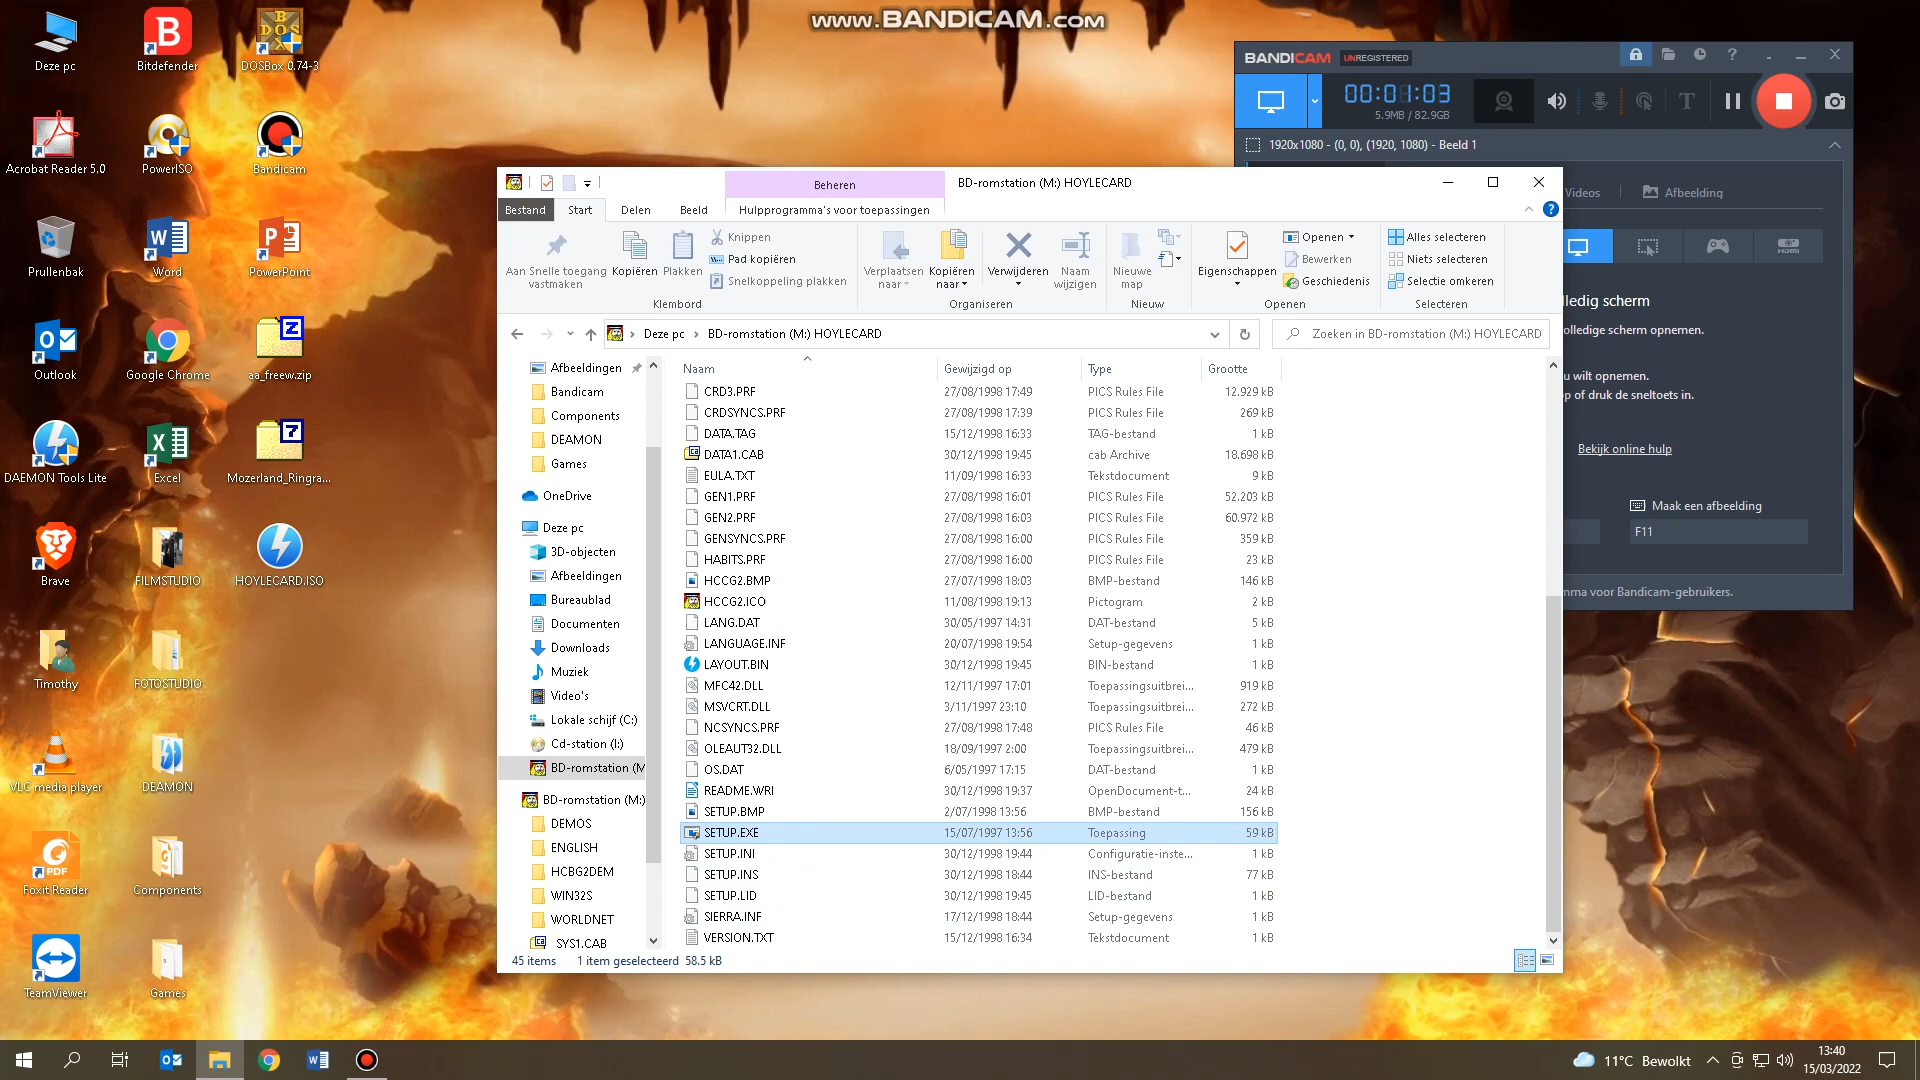 www.BANDICAM.com
Deze pc
Bitdefender
DOSBox 0.74-3
Acrobat Reader 5.0
PowerISO
Bandicam
Prullenbak
Word
PowerPoint
Outlook
Google Chrome
aa_freew.zip
DAEMON Tools Lite
Excel
Mozerland_Ringra...
Brave
FILMSTUDIO
HOYLECARD.ISO
Timothy
FOTOSTUDIO
VLC media player
DEAMON
Foxit Reader
Components
TeamViewer
Games
BANDICAM UNREGISTERED
00:01:03
5.9MB / 82.9GB
1920x1080 - (0, 0), (1920, 1080) - Beeld 1
Videos
Afbeelding
HDMI
lledig scherm
olledige scherm opnemen.
u wilt opnemen.
p of druk de sneltoets in.
Bekijk online hulp
Maak een afbeelding
F11
mma voor Bandicam-gebruikers.
Beheren
BD-romstation (M:) HOYLECARD
Bestand
Start
Delen
Beeld
Hulpprogramma's voor toepassingen
Aan Snelle toegang vastmaken
Kopiëren
Plakken
Knippen
Pad kopiëren
Snelkoppeling plakken
Klembord
Verplaatsen naar
Kopiëren naar
Verwijderen
Naam wijzigen
Organiseren
Nieuwe map
Nieuw
Eigenschappen
Openen
Bewerken
Geschiedenis
Openen
Alles selecteren
Niets selecteren
Selectie omkeren
Selecteren
Deze pc > BD-romstation (M:) HOYLECARD
Zoeken in BD-romstation (M:) HOYLECARD
Afbeeldingen
Bandicam
Components
DEAMON
Games
OneDrive
Deze pc
3D-objecten
Afbeeldingen
Bureaublad
Documenten
Downloads
Muziek
Video's
Lokale schijf (C:)
Cd-station (I:)
BD-romstation (M
BD-romstation (M:)
DEMOS
ENGLISH
HCBG2DEM
WIN32S
WORLDNET
_SYS1.CAB
Naam Gewijzigd op Type Grootte
CRD3.PRF 27/08/1998 17:49 PICS Rules File 12.929 kB
CRDSYNCS.PRF 27/08/1998 17:39 PICS Rules File 269 kB
DATA.TAG 15/12/1998 16:33 TAG-bestand 1 kB
DATA1.CAB 30/12/1998 19:45 cab Archive 18.698 kB
EULA.TXT 11/09/1998 16:33 Tekstdocument 9 kB
GEN1.PRF 27/08/1998 16:01 PICS Rules File 52.203 kB
GEN2.PRF 27/08/1998 16:03 PICS Rules File 60.972 kB
GENSYNCS.PRF 27/08/1998 16:00 PICS Rules File 359 kB
HABITS.PRF 27/08/1998 16:00 PICS Rules File 23 kB
HCCG2.BMP 27/07/1998 18:03 BMP-bestand 146 kB
HCCG2.ICO 11/08/1998 19:13 Pictogram 2 kB
LANG.DAT 30/05/1997 14:31 DAT-bestand 5 kB
LANGUAGE.INF 20/07/1998 19:54 Setup-gegevens 1 kB
LAYOUT.BIN 30/12/1998 19:45 BIN-bestand 1 kB
MFC42.DLL 12/11/1997 17:01 Toepassingsuitbrei... 919 kB
MSVCRT.DLL 3/11/1997 23:10 Toepassingsuitbrei... 272 kB
NCSYNCS.PRF 27/08/1998 17:48 PICS Rules File 46 kB
OLEAUT32.DLL 18/09/1997 2:00 Toepassingsuitbrei... 479 kB
OS.DAT 6/05/1997 17:15 DAT-bestand 1 kB
README.WRI 30/12/1998 19:37 OpenDocument-t... 24 kB
SETUP.BMP 2/07/1998 13:56 BMP-bestand 156 kB
SETUP.EXE 15/07/1997 13:56 Toepassing 59 kB
SETUP.INI 30/12/1998 19:44 Configuratie-inste... 1 kB
SETUP.INS 30/12/1998 18:44 INS-bestand 77 kB
SETUP.LID 30/12/1998 19:45 LID-bestand 1 kB
SIERRA.INF 17/12/1998 18:44 Setup-gegevens 1 kB
VERSION.TXT 15/12/1998 16:34 Tekstdocument 1 kB
45 items 1 item geselecteerd 58.5 kB
11°C Bewolkt
13:40
15/03/2022